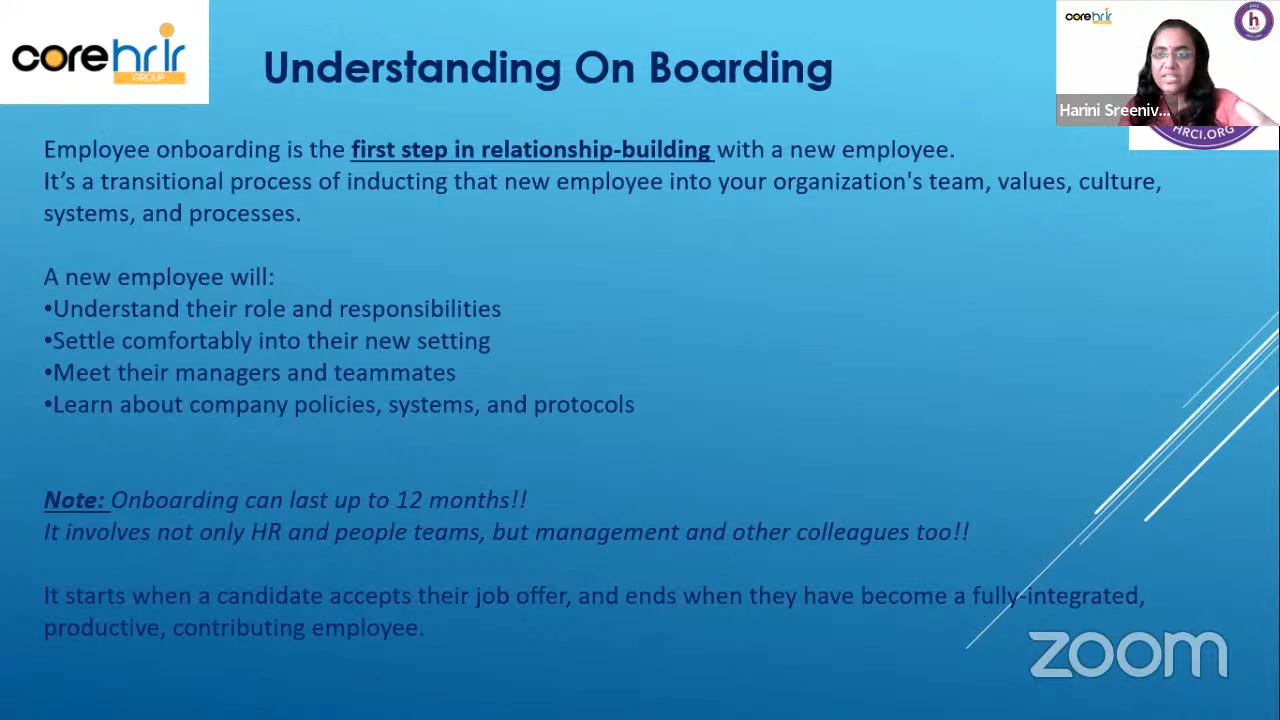 corehrir
GROUP
Understanding On Boarding
corehrir
h
HRCI
Harini Sreeniv...
HRCI.ORG
Employee onboarding is the first step in relationship-building with a new employee.
It’s a transitional process of inducting that new employee into your organization's team, values, culture,
systems, and processes.
A new employee will:
•Understand their role and responsibilities
•Settle comfortably into their new setting
•Meet their managers and teammates
•Learn about company policies, systems, and protocols
Note: Onboarding can last up to 12 months!!
It involves not only HR and people teams, but management and other colleagues too!!
It starts when a candidate accepts their job offer, and ends when they have become a fully-integrated,
productive, contributing employee.
zoom